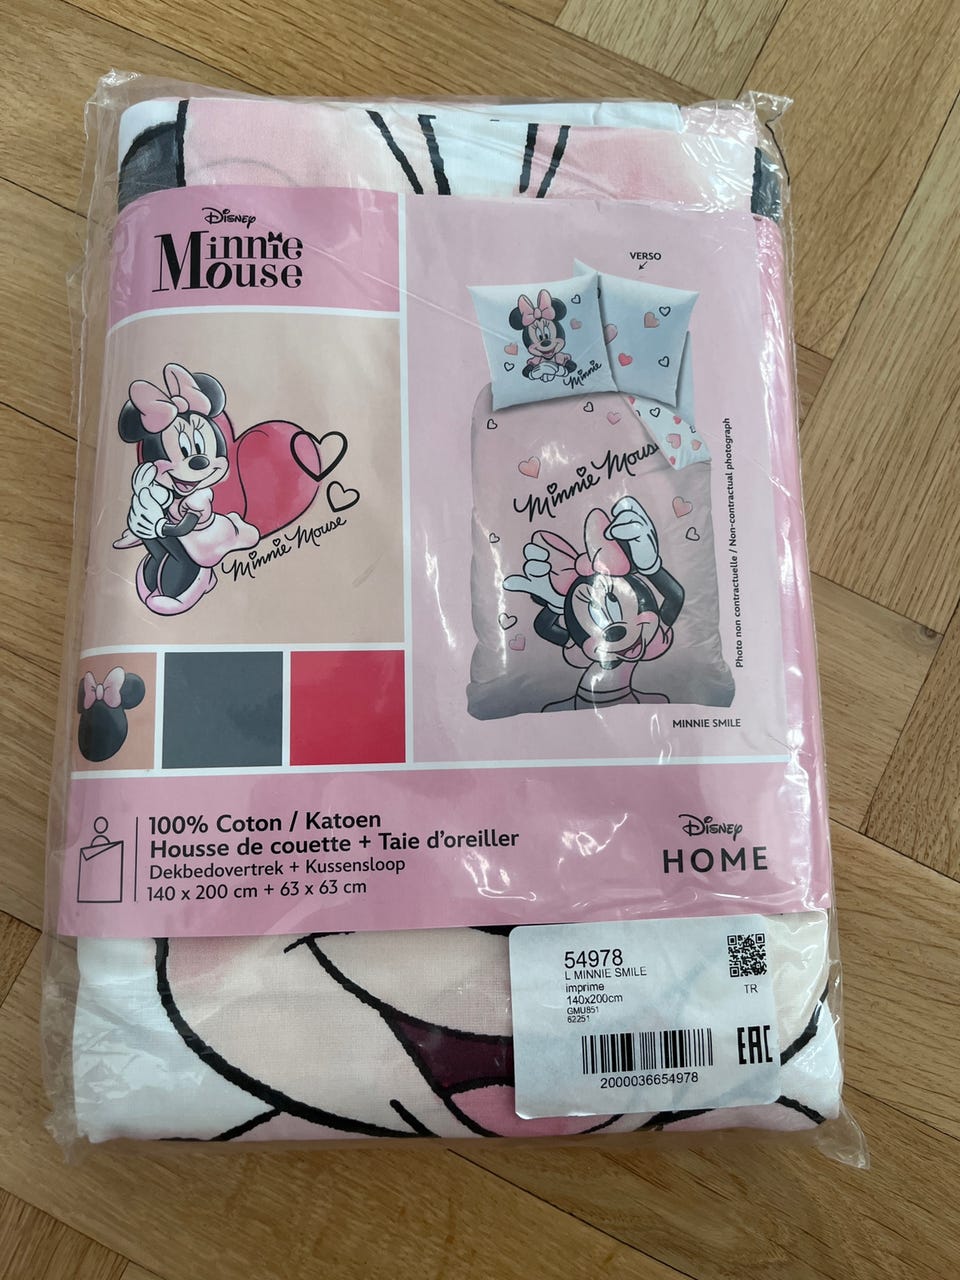 Disney
Minnie
Mouse
VERSO
Minnie
Minnie Mouse
Minnie Mouse
Photo non contractuelle / Non-contractual photograph
MINNIE SMILE
100% Coton / Katoen
Housse de couette + Taie d'oreiller
Dekbedovertrek + Kussensloop
140 x 200 cm + 63 x 63 cm
Disney
HOME
54978
L MINNIE SMILE
imprime
140x200cm
GMU851
62251
TR
EAC
2000036654978